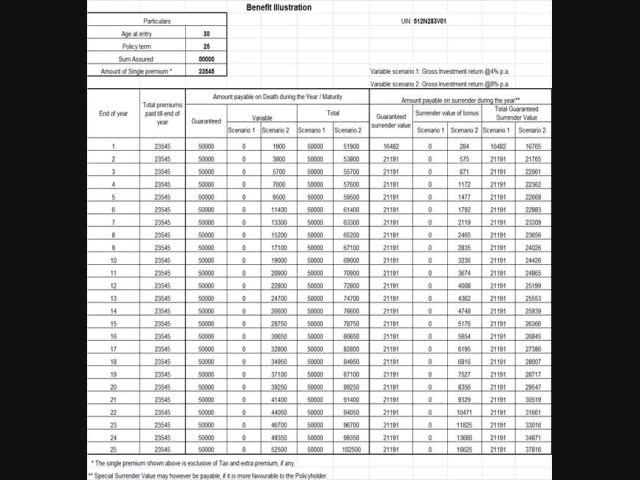 Benefit Illustration
Particulars
UIN: 512N283V01
Age at entry 30
Policy term 25
Sum Assured 50000
Amount of Single premium * 23545
Variable scenario 1: Gross Investment return @4% p.a.
Variable scenario 2: Gross Investment return @8% p.a
End of year Total premiums paid till end of year Amount payable on Death during the Year / Maturity Amount payable on surrender during the year**
Guaranteed Variable Total Guaranteed surrender value Surrender value of bonus Total Guaranteed Surrender Value
Scenario 1 Scenario 2 Scenario 1 Scenario 2 Scenario 1 Scenario 2 Scenario 1 Scenario 2
1 23545 50000 0 1900 50000 51900 16482 0 284 16482 16765
2 23545 50000 0 3800 50000 53800 21191 0 575 21191 21765
3 23545 50000 0 5700 50000 55700 21191 0 871 21191 22061
4 23545 50000 0 7600 50000 57600 21191 0 1172 21191 22362
5 23545 50000 0 9500 50000 59500 21191 0 1477 21191 22668
6 23545 50000 0 11400 50000 61400 21191 0 1792 21191 22983
7 23545 50000 0 13300 50000 63300 21191 0 2119 21191 23309
8 23545 50000 0 15200 50000 65200 21191 0 2465 21191 23656
9 23545 50000 0 17100 50000 67100 21191 0 2835 21191 24026
10 23545 50000 0 19000 50000 69000 21191 0 3236 21191 24426
11 23545 50000 0 20900 50000 70900 21191 0 3674 21191 24865
12 23545 50000 0 22800 50000 72800 21191 0 4008 21191 25199
13 23545 50000 0 24700 50000 74700 21191 0 4362 21191 25553
14 23545 50000 0 26600 50000 76600 21191 0 4748 21191 25939
15 23545 50000 0 28750 50000 78750 21191 0 5176 21191 26366
16 23545 50000 0 30650 50000 80650 21191 0 5654 21191 26845
17 23545 50000 0 32800 50000 82800 21191 0 6195 21191 27386
18 23545 50000 0 34950 50000 84950 21191 0 6816 21191 28007
19 23545 50000 0 37100 50000 87100 21191 0 7527 21191 28717
20 23545 50000 0 39250 50000 89250 21191 0 8356 21191 29547
21 23545 50000 0 41400 50000 91400 21191 0 9329 21191 30519
22 23545 50000 0 44050 50000 94050 21191 0 10471 21191 31661
23 23545 50000 0 46700 50000 96700 21191 0 11825 21191 33016
24 23545 50000 0 49350 50000 99350 21191 0 13680 21191 34871
25 23545 50000 0 52500 50000 102500 21191 0 16625 21191 37816
* The single premium shown above is exclusive of Tax and extra premium, if any.
** Special Surrender Value may however be payable, if it is more favourable to the Policyholder.